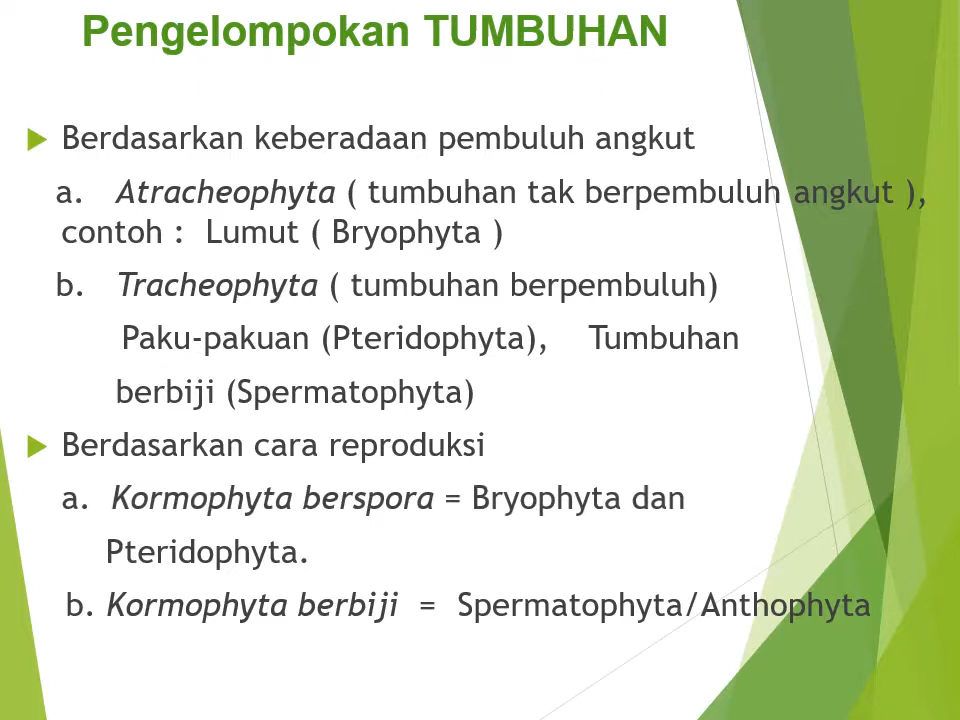 Pengelompokan TUMBUHAN
Berdasarkan keberadaan pembuluh angkut
a. Atracheophyta ( tumbuhan tak berpembuluh angkut ),
contoh : Lumut ( Bryophyta )
b. Tracheophyta ( tumbuhan berpembuluh)
Paku-pakuan (Pteridophyta), Tumbuhan
berbiji (Spermatophyta)
Berdasarkan cara reproduksi
a. Kormophyta berspora = Bryophyta dan
Pteridophyta.
b. Kormophyta berbiji = Spermatophyta/Anthophyta